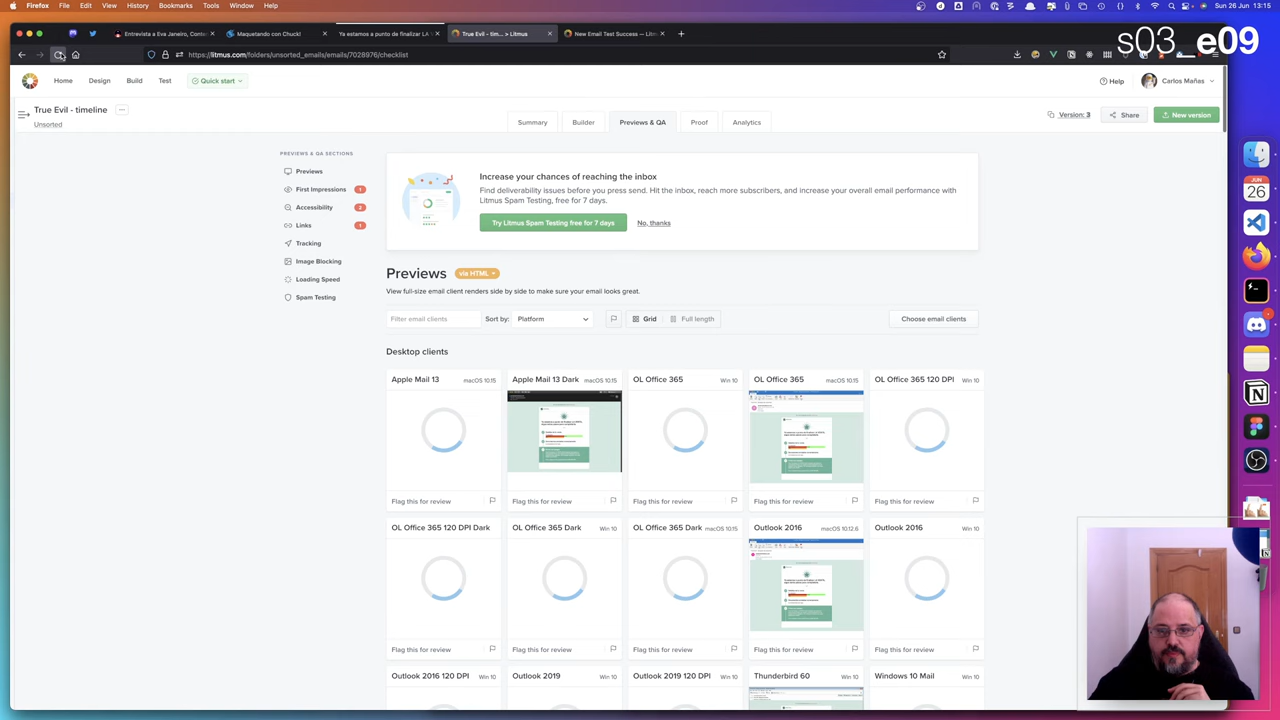 Firefox File Edit View History Bookmarks Tools Window Help
Sun 26 Jun 13:15
Entrevista a Eva Janeiro, Conten
Maquetando con Chuck!
Ya estamos a punto de finalizar LA
True Evil - tim... > Litmus
New Email Test Success — Litm
https://litmus.com/folders/unsorted_emails/emails/7028976/checklist
s03_e09
Home Design Build Test Quick start
Help Carlos Mañas
True Evil - timeline
Unsorted
Summary Builder Previews & QA Proof Analytics
Version: 3 Share New version
PREVIEWS & QA SECTIONS
Previews
First Impressions 1
Accessibility 2
Links 1
Tracking
Image Blocking
Loading Speed
Spam Testing
Increase your chances of reaching the inbox
Find deliverability issues before you press send. Hit the inbox, reach more subscribers, and increase your overall email performance with
Litmus Spam Testing, free for 7 days.
Try Litmus Spam Testing free for 7 days No, thanks
Previews via HTML
View full-size email client renders side by side to make sure your email looks great.
Filter email clients Sort by: Platform Grid Full length Choose email clients
Desktop clients
Apple Mail 13 macOS 10.15 Apple Mail 13 Dark macOS 10.15 OL Office 365 Win 10 OL Office 365 macOS 10.15 OL Office 365 120 DPI Win 10
Flag this for review Flag this for review Flag this for review Flag this for review Flag this for review
OL Office 365 120 DPI Dark OL Office 365 Dark Win 10 OL Office 365 Dark macOS 10.15 Outlook 2016 macOS 10.12.6 Outlook 2016 Win 10
Flag this for review Flag this for review Flag this for review Flag this for review Flag this for review
Outlook 2016 120 DPI Win 10 Outlook 2019 Win 10 Outlook 2019 120 DPI Win 10 Thunderbird 60 Win 10 Windows 10 Mail Win 10
JUN
26